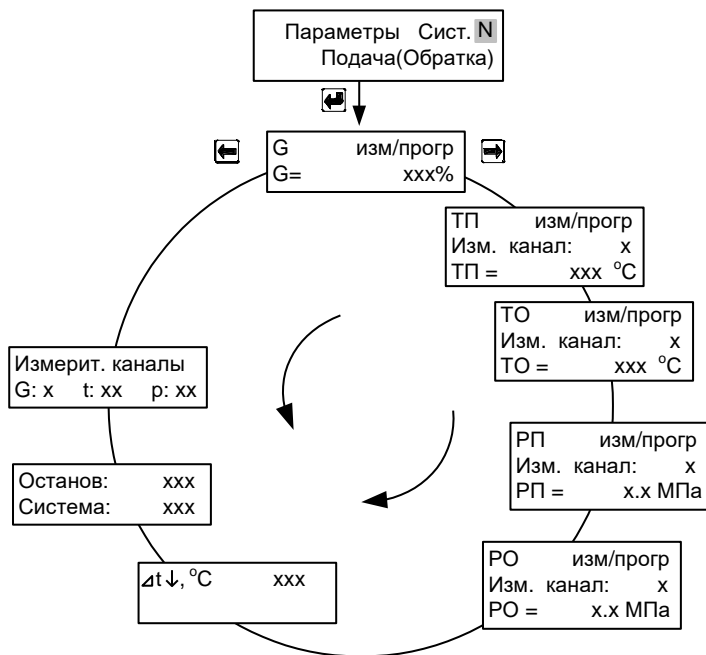 Параметры Сист. N
Подача(Обратка)
G изм/прогр
G= xxx%
ТП изм/прогр
Изм. канал: x
ТП = xxx °C
ТО изм/прогр
Изм. канал: x
ТО = xxx °C
РП изм/прогр
Изм. канал: x
РП = x.x МПа
РО изм/прогр
Изм. канал: x
РО = x.x МПа
⊿t↓, °C xxx
Останов: xxx
Система: xxx
Измерит. каналы
G: x t: xx p: xx